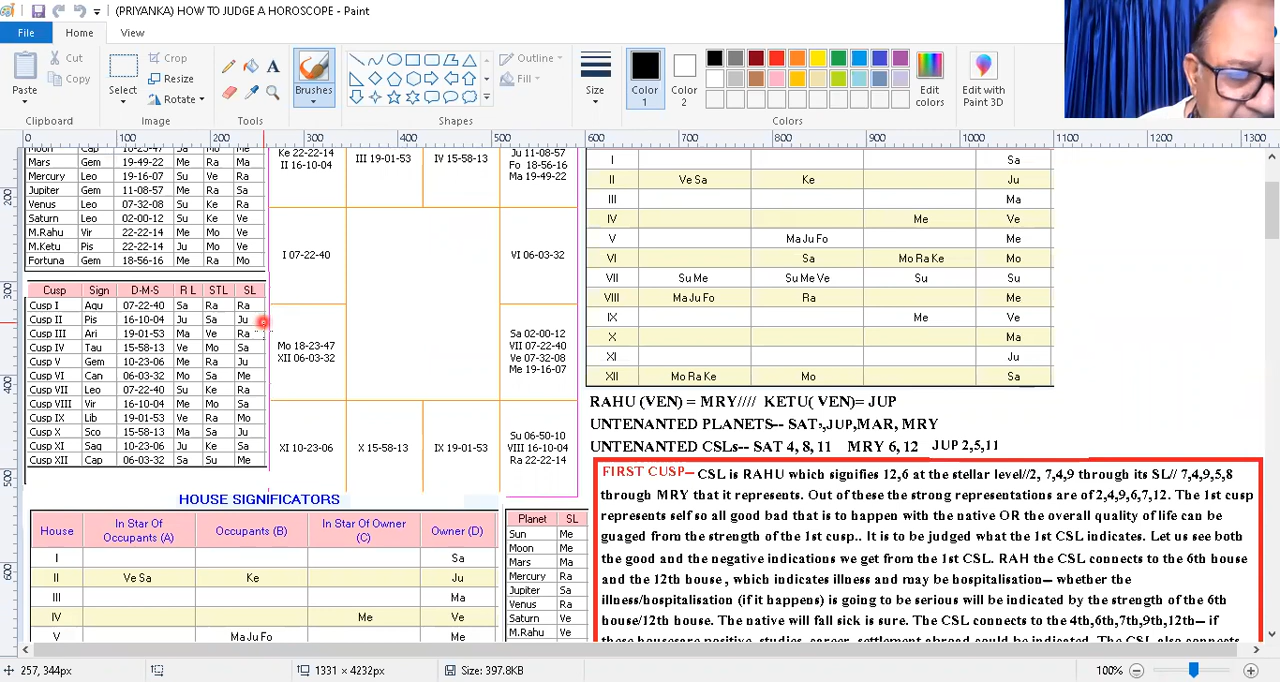 (PRIYANKA) HOW TO JUDGE A HOROSCOPE - Paint
File Home View
Paste Cut Copy Clipboard
Select Crop Resize Rotate Image
Tools
Brushes
Outline Fill Shapes
Size
Color 1 Color 2
Edit colors
Edit with Paint 3D
Colors
0 100 200 300 400 500 600 700 800 900 1000 1100 1200 1300
Mars Gem 19-49-22 Me Ra Ma
Mercury Leo 19-16-07 Su Ve Ra
Jupiter Gem 11-08-57 Me Ra Sa
Venus Leo 07-32-08 Su Ke Ra
Saturn Leo 02-00-12 Su Ke Ve
M.Rahu Vir 22-22-14 Me Mo Ve
M.Ketu Pis 22-22-14 Ju Me Ve
Fortuna Gem 18-56-16 Me Ra Mo
Cusp Sign D-M-S R L STL SL
Cusp I Aqu 07-22-40 Sa Ra Ra
Cusp II Pis 16-10-04 Ju Sa Ju
Cusp III Ari 19-01-53 Ma Ve Ra
Cusp IV Tau 15-58-13 Ve Mo Sa
Cusp V Gem 10-23-06 Me Ra Ju
Cusp VI Can 06-03-32 Mo Sa Me
Cusp VII Leo 07-22-40 Su Ke Ra
Cusp VIII Vir 16-10-04 Me Mo Sa
Cusp IX Lib 19-01-53 Ve Ra Mo
Cusp X Sco 15-58-13 Ma Sa Ju
Cusp XI Sag 10-23-06 Ju Ke Sa
Cusp XII Cap 06-03-32 Sa Su Me
Ke 22-22-14
II 16-10-04
III 19-01-53
IV 15-58-13
Ju 11-08-57
Fo 18-56-16
Ma 19-49-22
I 07-22-40
VI 06-03-32
Mo 18-23-47
XII 06-03-32
Sa 02-00-12
VII 07-22-40
Ve 07-32-08
Me 19-16-07
XI 10-23-06
X 15-58-13
IX 19-01-53
Su 06-50-10
VIII 16-10-04
Ra 22-22-14
I Sa
II Ve Sa Ke Ju
III Ma
IV Me Ve
V Ma Ju Fo Me
VI Sa Mo Ra Ke Mo
VII Su Me Su Me Ve Su Su
VIII Ma Ju Fo Ra Me
IX Me Ve
X Ma
XI Ju
XII Mo Ra Ke Mo Sa
RAHU (VEN) = MRY//// KETU( VEN)= JUP
UNTENANTED PLANETS-- SAT,,JUP,MAR, MRY
UNTENANTED CSLs-- SAT 4, 8, 11 MRY 6, 12 JUP 2,5,11
HOUSE SIGNIFICATORS
House In Star Of Occupants (A) Occupants (B) In Star Of Owner (C) Owner (D)
I Sa
II Ve Sa Ke Ju
III Ma
IV Me Ve
V Ma Ju Fo Me
Planet SL
Sun Me
Moon Me
Mars Ma
Mercury Ra
Jupiter Sa
Venus Ra
Saturn Ve
M.Rahu Ve
FIRST CUSP-- CSL is RAHU which signifies 12,6 at the stellar level//2, 7,4,9 through its SL// 7,4,9,5,8
through MRY that it represents. Out of these the strong representations are of 2,4,9,6,7,12. The 1st cusp
represents self so all good bad that is to happen with the native OR the overall quality of life can be
guaged from the strength of the 1st cusp.. It is to be judged what the 1st CSL indicates. Let us see both
the good and the negative indications we get from the 1st CSL. RAH the CSL connects to the 6th house
and the 12th house , which indicates illness and may be hospitalisation-- whether the
illness/hospitalisation (if it happens) is going to be serious will be indicated by the strength of the 6th
house/12th house. The native will fall sick is sure. The CSL connects to the 4th,6th,7th,9th,12th-- if
these housesare positive, studies, career, settlement abroad could be indicated. The CSL also connects
257, 344px
1331 × 4232px
Size: 397.8KB
100%